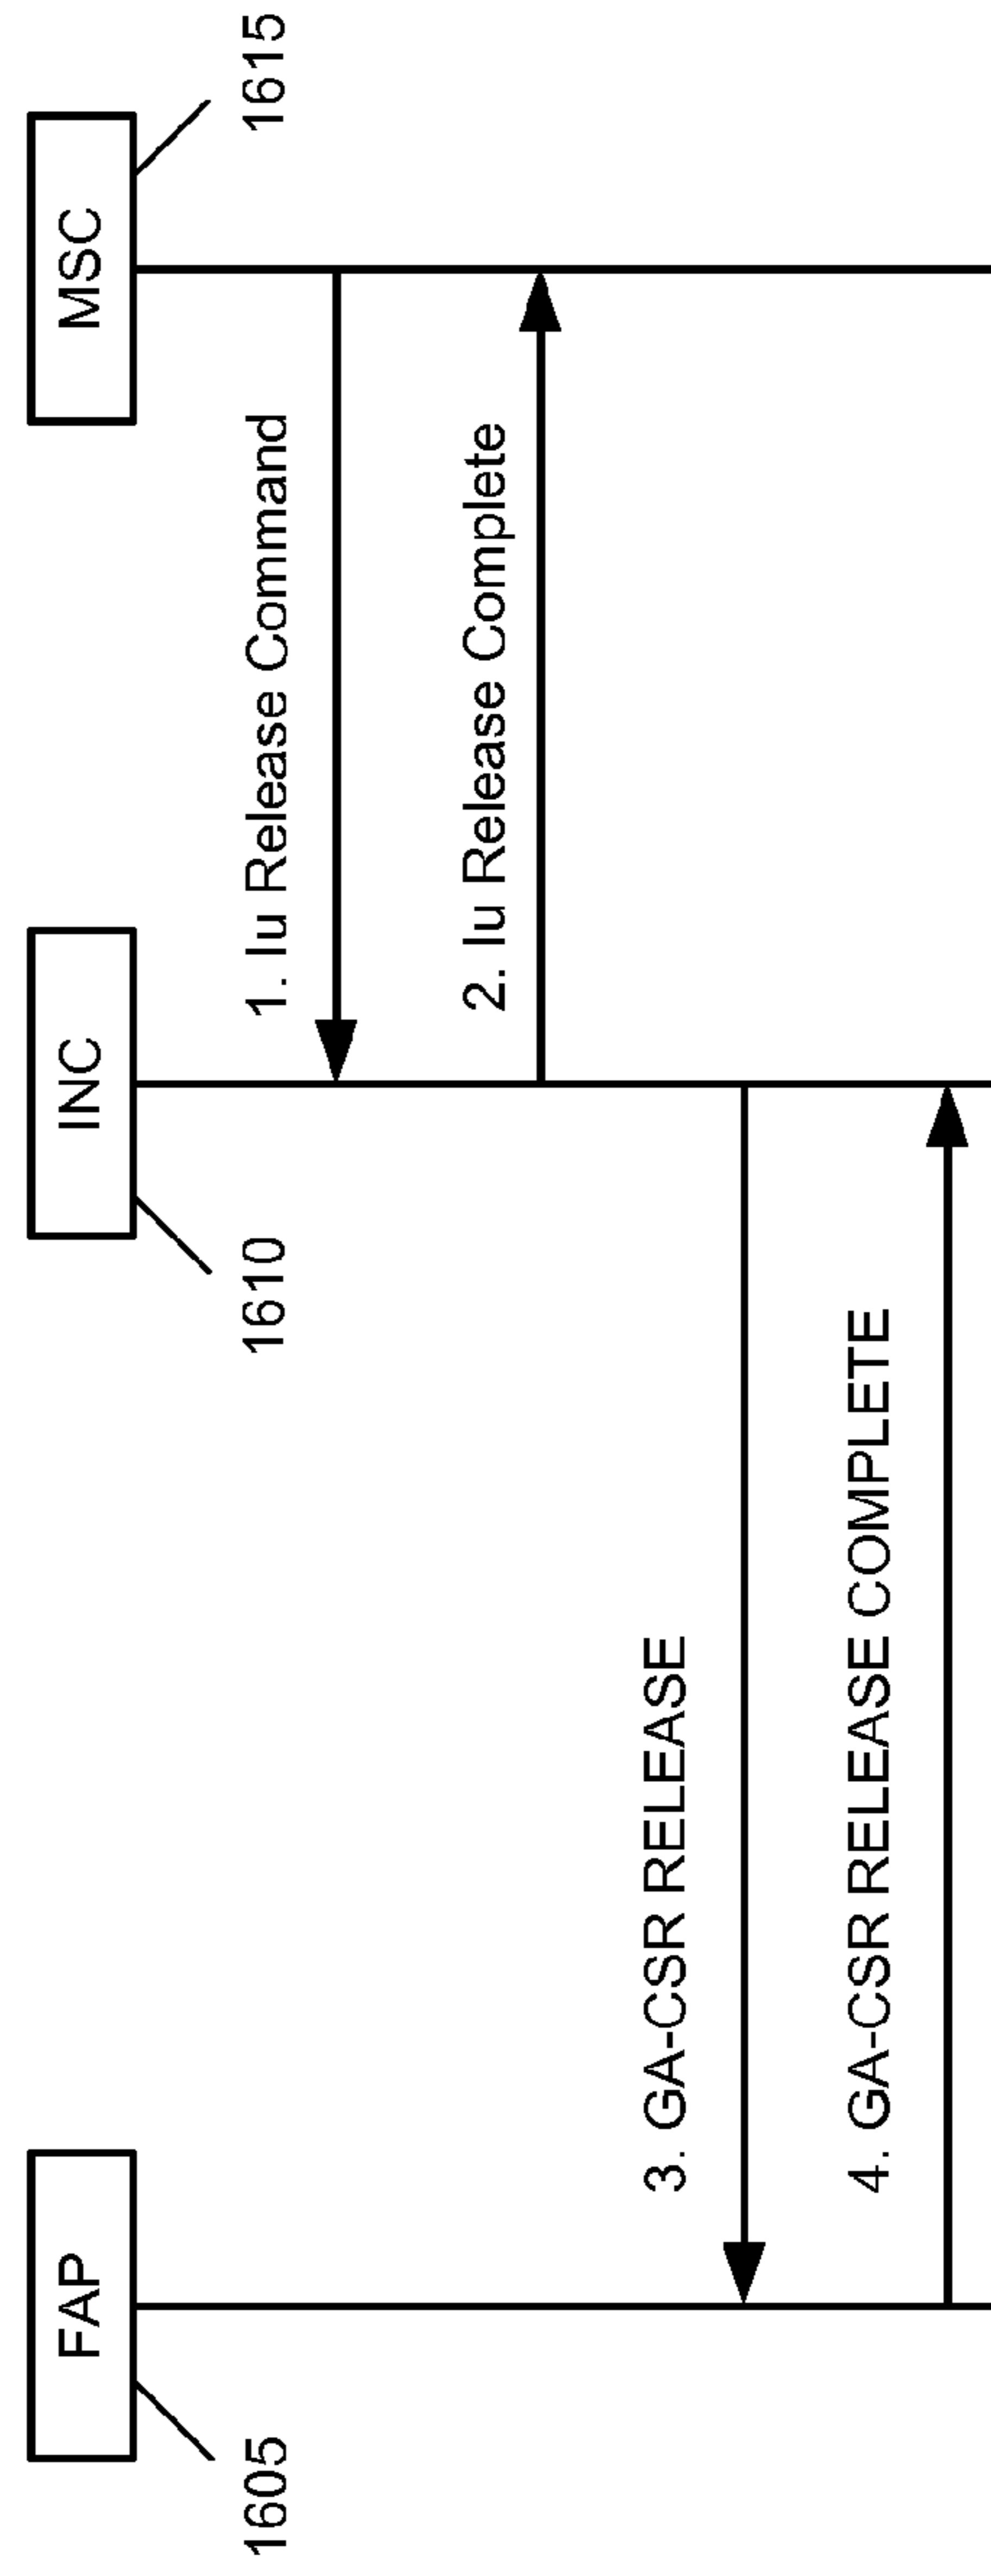 FAP
INC
MSC
1605
1610
1615
1. Iu Release Command
2. Iu Release Complete
3. GA-CSR RELEASE
4. GA-CSR RELEASE COMPLETE